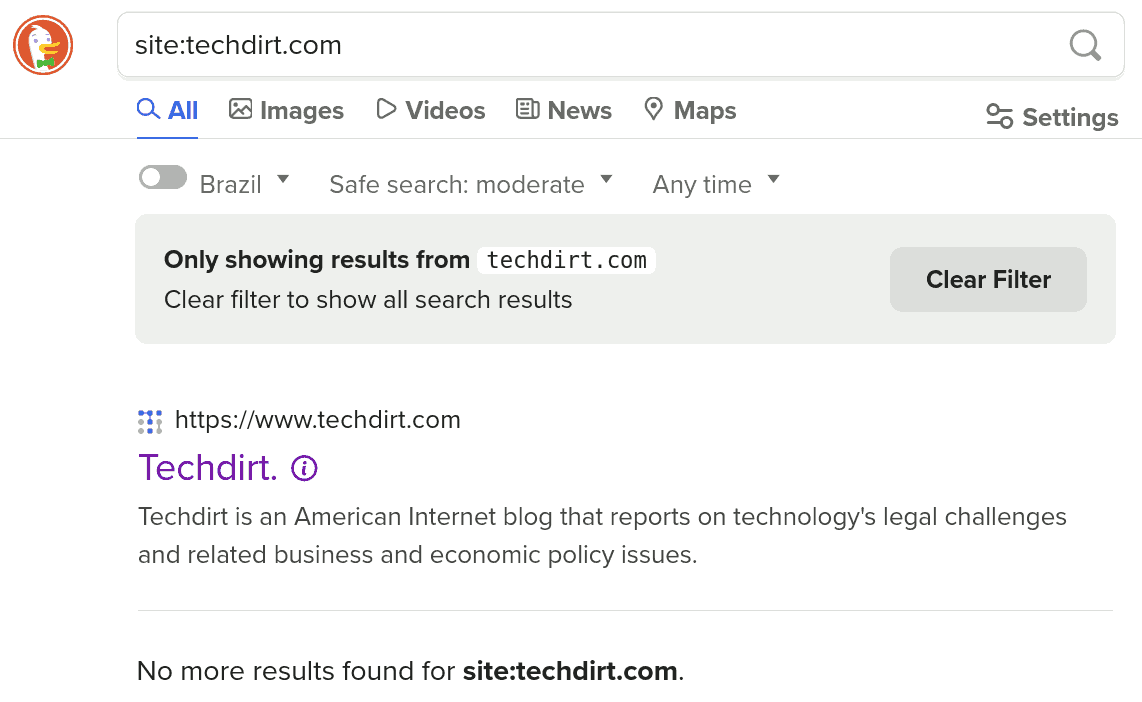 site:techdirt.com
All Images Videos News Maps Settings
Brazil Safe search: moderate Any time
Only showing results from techdirt.com
Clear filter to show all search results
Clear Filter
https://www.techdirt.com
Techdirt.
Techdirt is an American Internet blog that reports on technology's legal challenges
and related business and economic policy issues.
No more results found for site:techdirt.com.